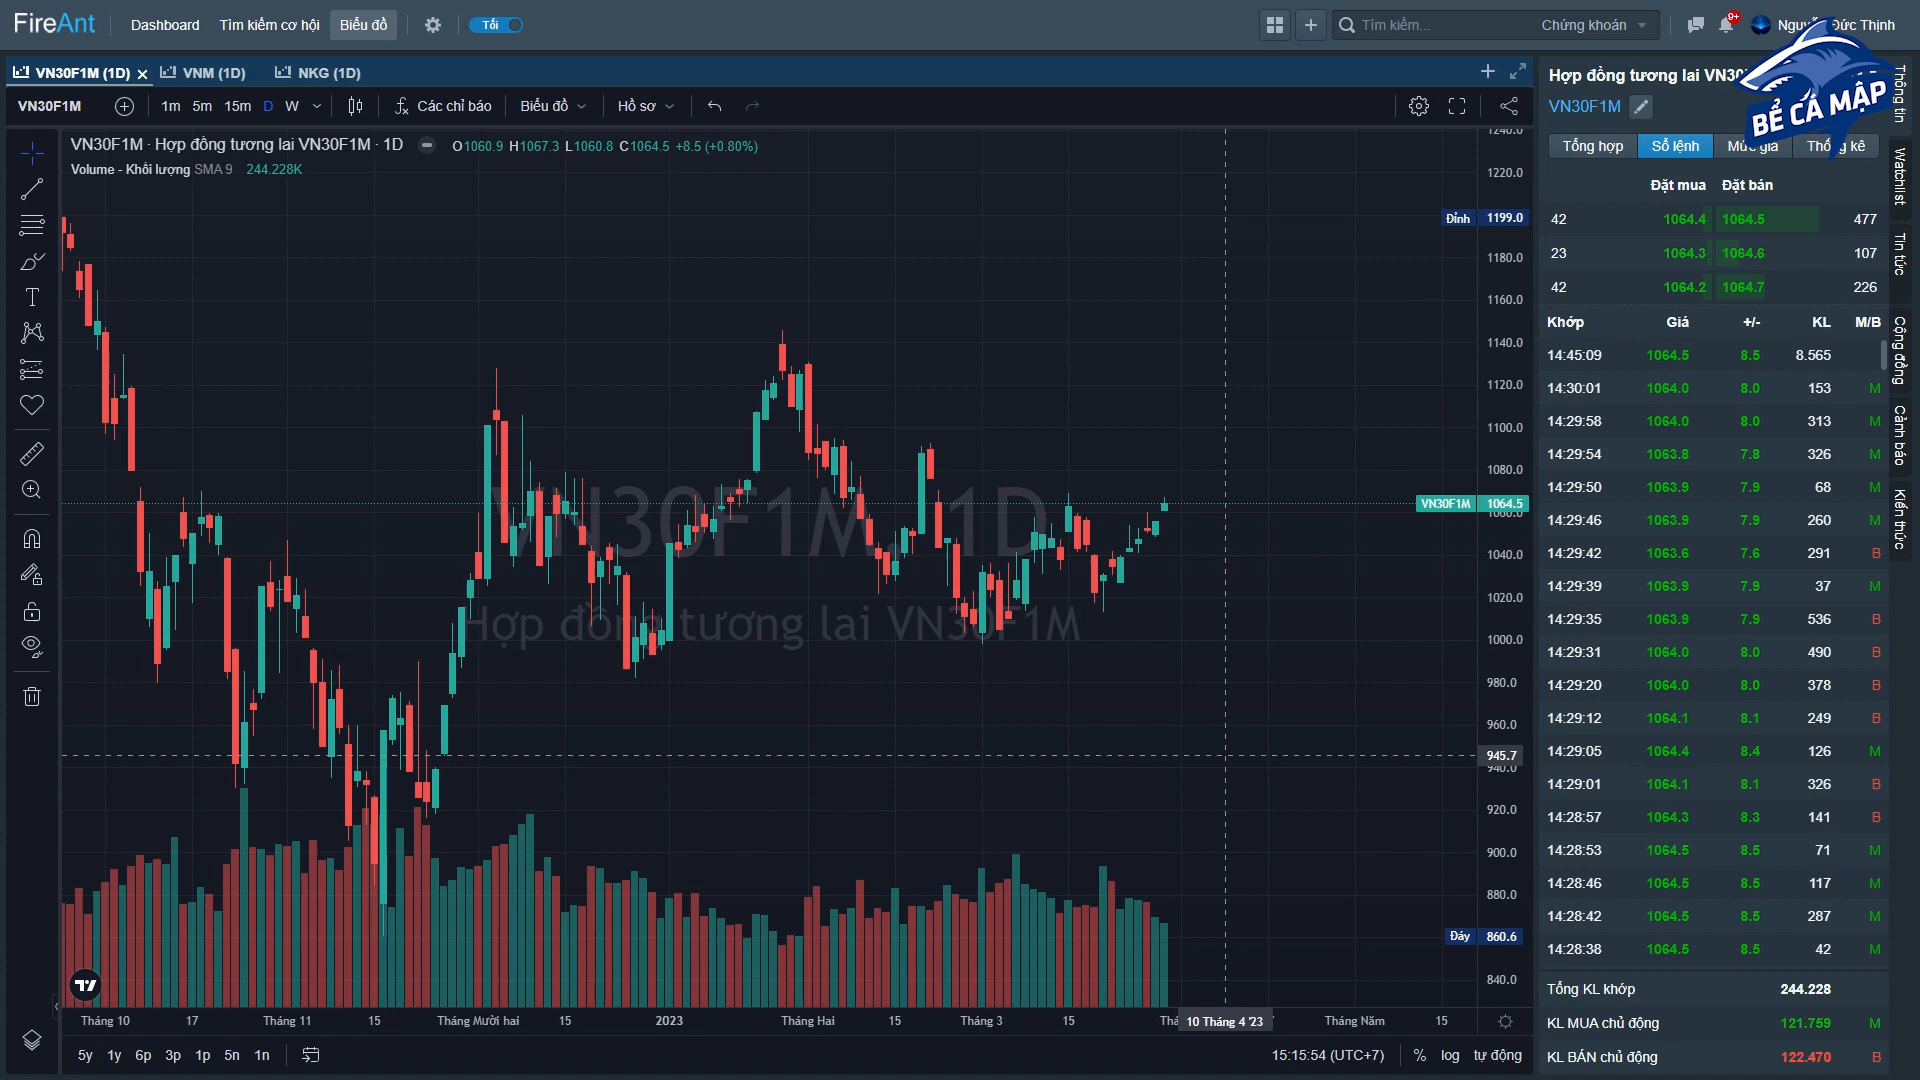 FireAnt Dashboard Tìm kiếm cơ hội Biểu đồ Tối Tìm kiếm... Chứng khoán 9+ Đức Thịnh
VN30F1M (1D) VNM (1D) NKG (1D)
VN30F1M 1m 5m 15m D W Các chỉ báo Biểu đồ Hồ sơ
VN30F1M · Hợp đồng tương lai VN30F1M · 1D O1060.9 H1067.3 L1060.8 C1064.5 +8.5 (+0.80%)
Volume - Khối lượng SMA 9 244.228K
VN30F1M, 1D
Hợp đồng tương lai VN30F1M
1240.0
1220.0
Đỉnh 1199.0
1180.0
1160.0
1140.0
1120.0
1100.0
1080.0
VN30F1M 1064.5
1060.0
1040.0
1020.0
1000.0
980.0
960.0
945.7
940.0
920.0
900.0
880.0
Đáy 860.6
840.0
Tháng 10 17 Tháng 11 15 Tháng Mười hai 15 2023 Tháng Hai 15 Tháng 3 15 10 Tháng 4 '23 Tháng Năm 15
5y 1y 6p 3p 1p 5n 1n 15:15:54 (UTC+7) % log tự động
Hợp đồng tương lai
VN30F1M
BỂ CÁ MẬP
Tổng hợp Sổ lệnh Mức giá Thống kê
Đặt mua Đặt bán
42 1064.4 1064.5 477
23 1064.3 1064.6 107
42 1064.2 1064.7 226
Khớp Giá +/- KL M/B
14:45:09 1064.5 8.5 8.565
14:30:01 1064.0 8.0 153 M
14:29:58 1064.0 8.0 313 M
14:29:54 1063.8 7.8 326 M
14:29:50 1063.9 7.9 68 M
14:29:46 1063.9 7.9 260 M
14:29:42 1063.6 7.6 291 B
14:29:39 1063.9 7.9 37 M
14:29:35 1063.9 7.9 536 B
14:29:31 1064.0 8.0 490 B
14:29:20 1064.0 8.0 378 B
14:29:12 1064.1 8.1 249 B
14:29:05 1064.4 8.4 126 M
14:29:01 1064.1 8.1 326 B
14:28:57 1064.3 8.3 141 B
14:28:53 1064.5 8.5 71 M
14:28:46 1064.5 8.5 117 M
14:28:42 1064.5 8.5 287 M
14:28:38 1064.5 8.5 42 M
Tổng KL khớp 244.228
KL MUA chủ động 121.759 M
KL BÁN chủ động 122.470 B
Thông tin
Watchlist
Tin tức
Cộng đồng
Cảnh báo
Kiến thức